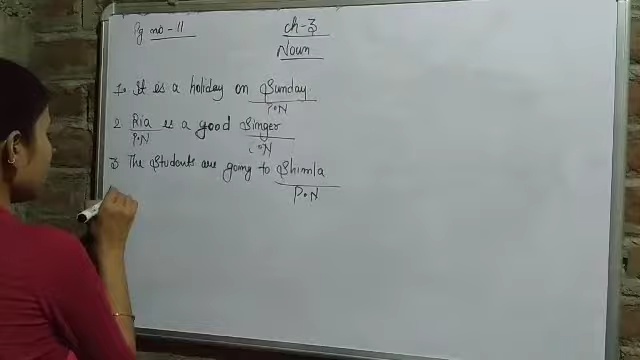 Pg no - 11
ch-3
Noun
1. It is a holiday on Sunday
P.N
2. Ria is a good Singer
P.N C.N
3 The Students are going to Shimla
P.N